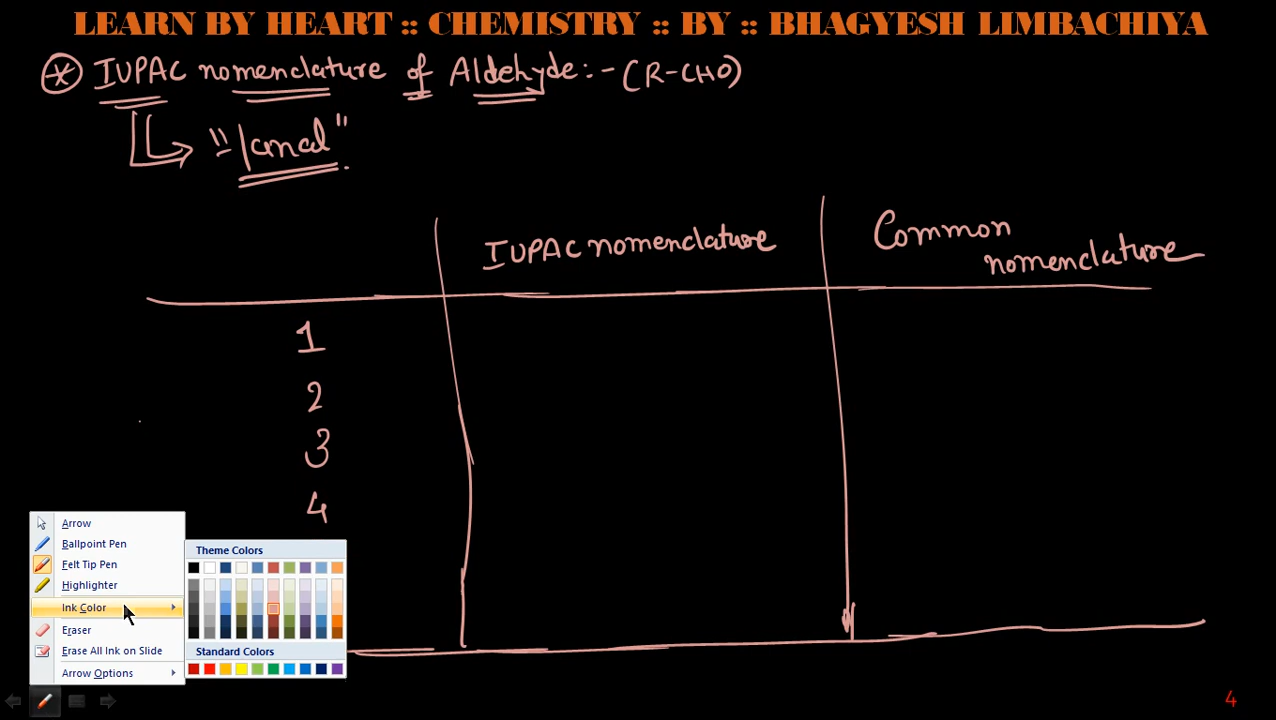 LEARN BY HEART :: CHEMISTRY :: BY :: BHAGYESH LIMBACHIYA
IUPAC nomenclature of Aldehyde:- (R-CHO)
IUPAC nomenclature
Common
nomenclature
1
2
3
4
Arrow
Ballpoint Pen
Felt Tip Pen
Highlighter
Ink Color
Eraser
Erase All Ink on Slide
Arrow Options
Theme Colors
Standard Colors
4